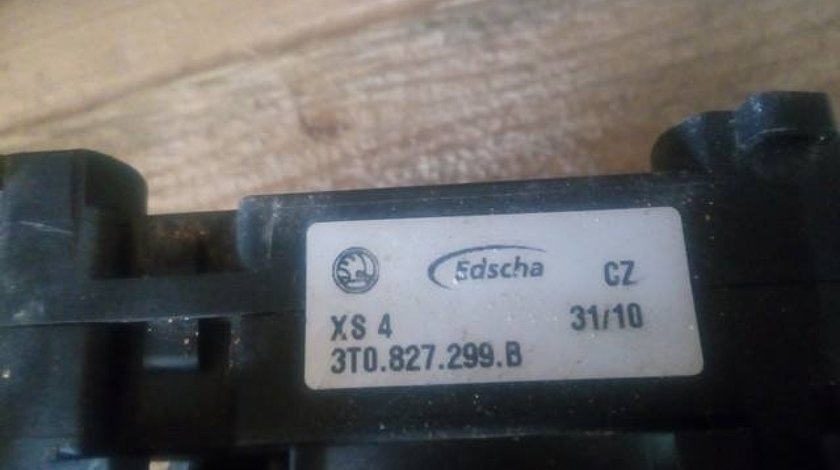 Edscha CZ
XS 4 31/10
3T0.827.299.B